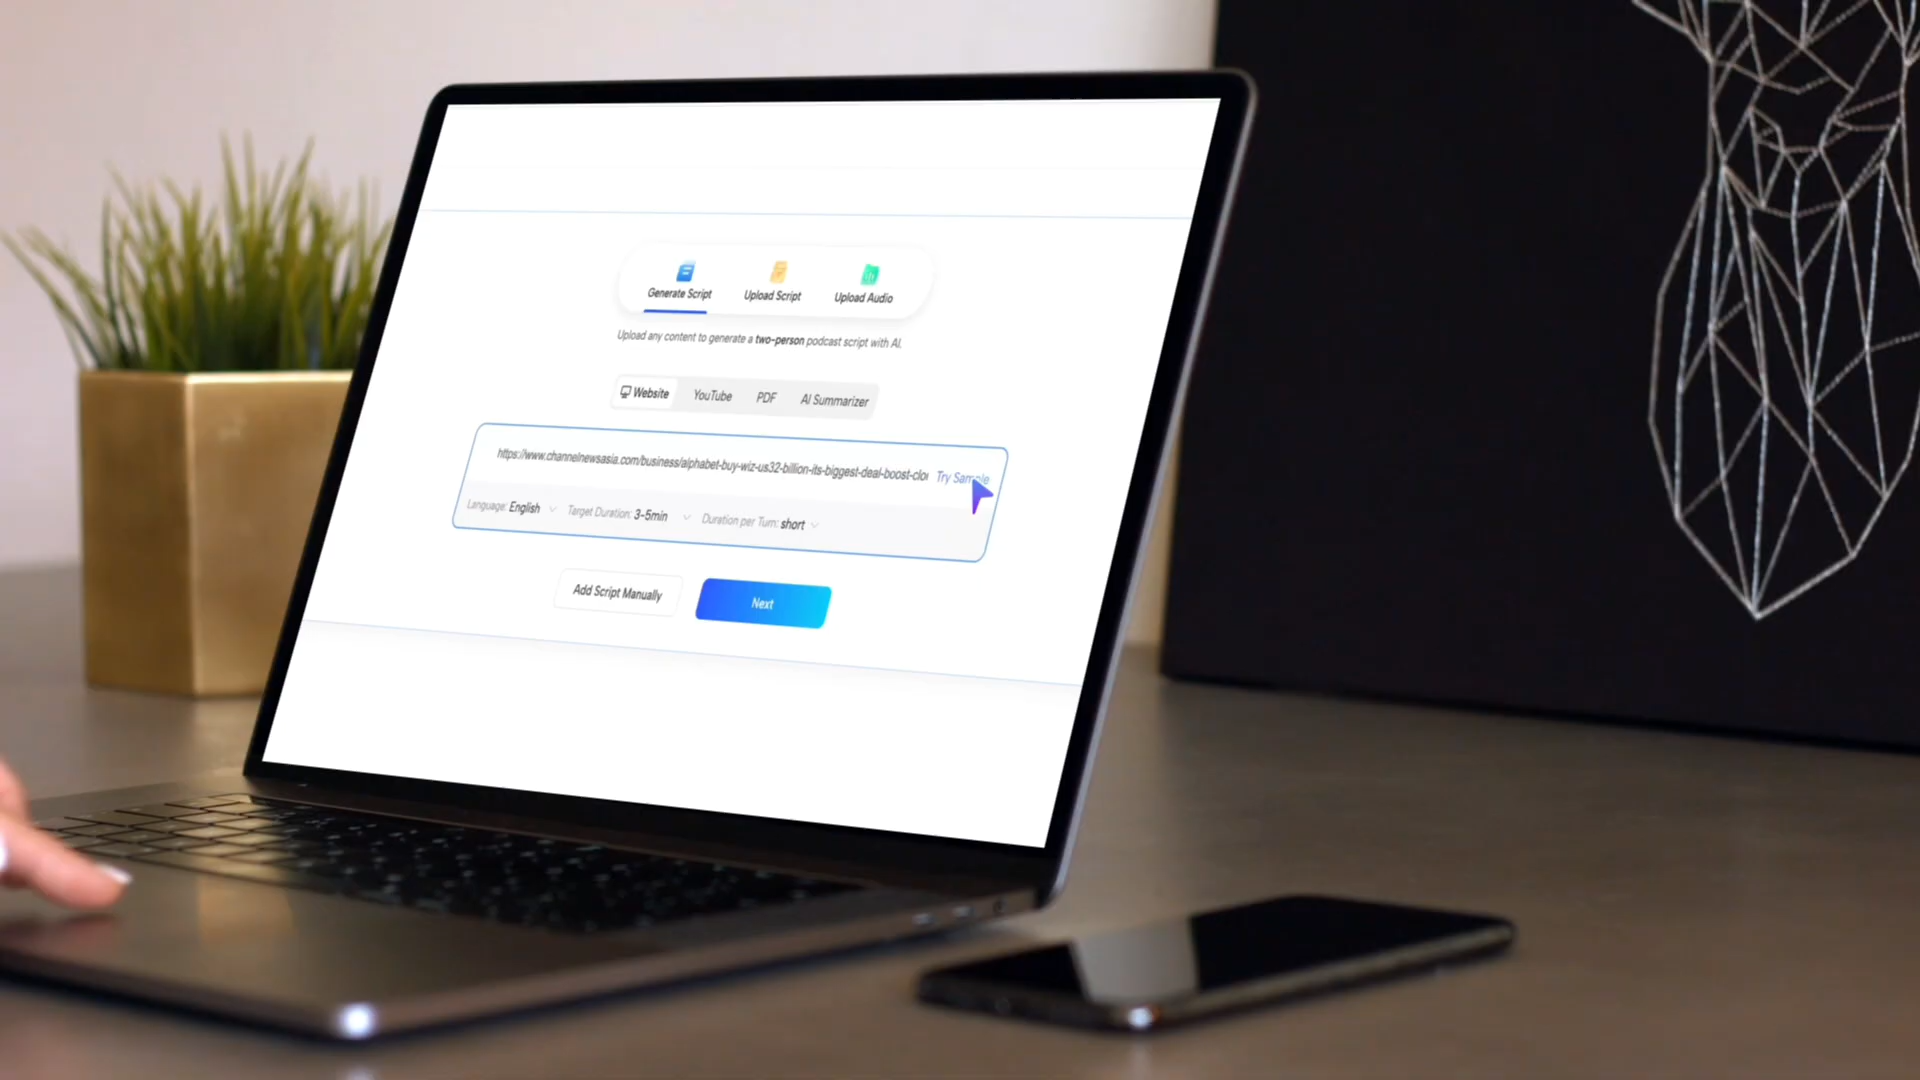 Generate Script Upload Script Upload Audio
Upload any content to generate a two-person podcast script with AI.
Website YouTube PDF AI Summarizer
https://www.channelnewsasia.com/business/alphabet-buy-wiz-us32-billion-its-biggest-deal-boost-clou Try Sample
Language: English Target Duration: 3-5min Duration per Turn: short
Add Script Manually Next